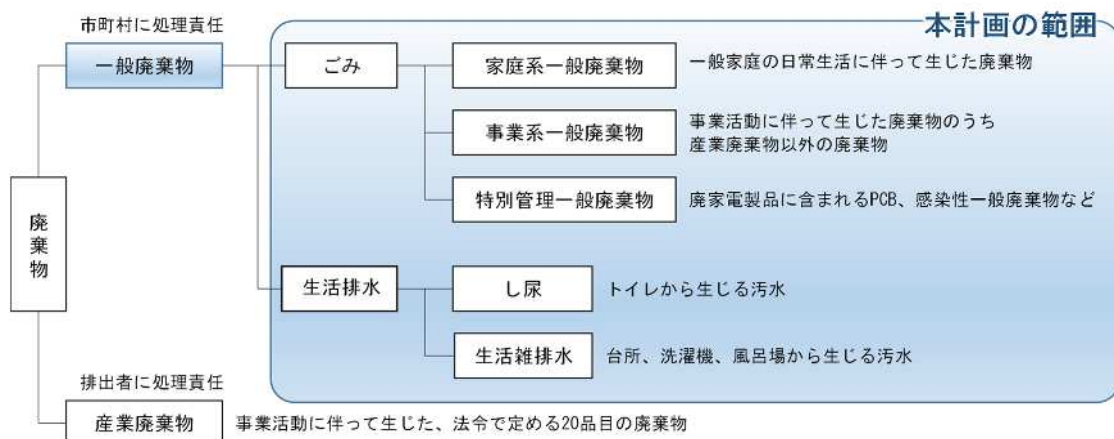 本計画の範囲
市町村に処理責任
一般廃棄物
ごみ
家庭系一般廃棄物
一般家庭の日常生活に伴って生じた廃棄物
事業系一般廃棄物
事業活動に伴って生じた廃棄物のうち
産業廃棄物以外の廃棄物
特別管理一般廃棄物
廃家電製品に含まれるPCB、感染性一般廃棄物など
廃棄物
生活排水
し尿
トイレから生じる汚水
生活雑排水
台所、洗濯機、風呂場から生じる汚水
排出者に処理責任
産業廃棄物
事業活動に伴って生じた、法令で定める20品目の廃棄物